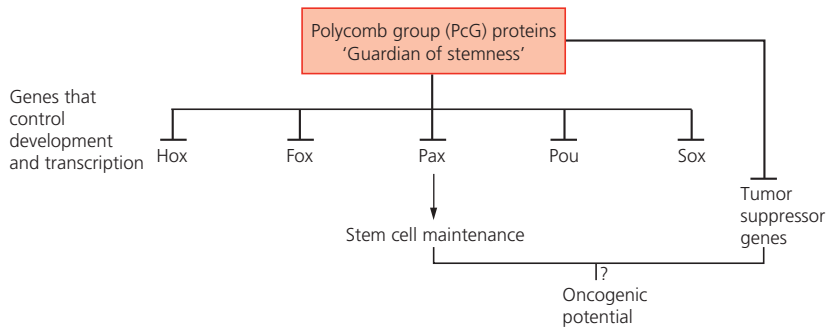 Polycomb group (PcG) proteins
‘Guardian of stemness’
Genes that
control
development
and transcription
Hox
Fox
Pax
Pou
Sox
Tumor
suppressor
genes
Stem cell maintenance
?
Oncogenic
potential